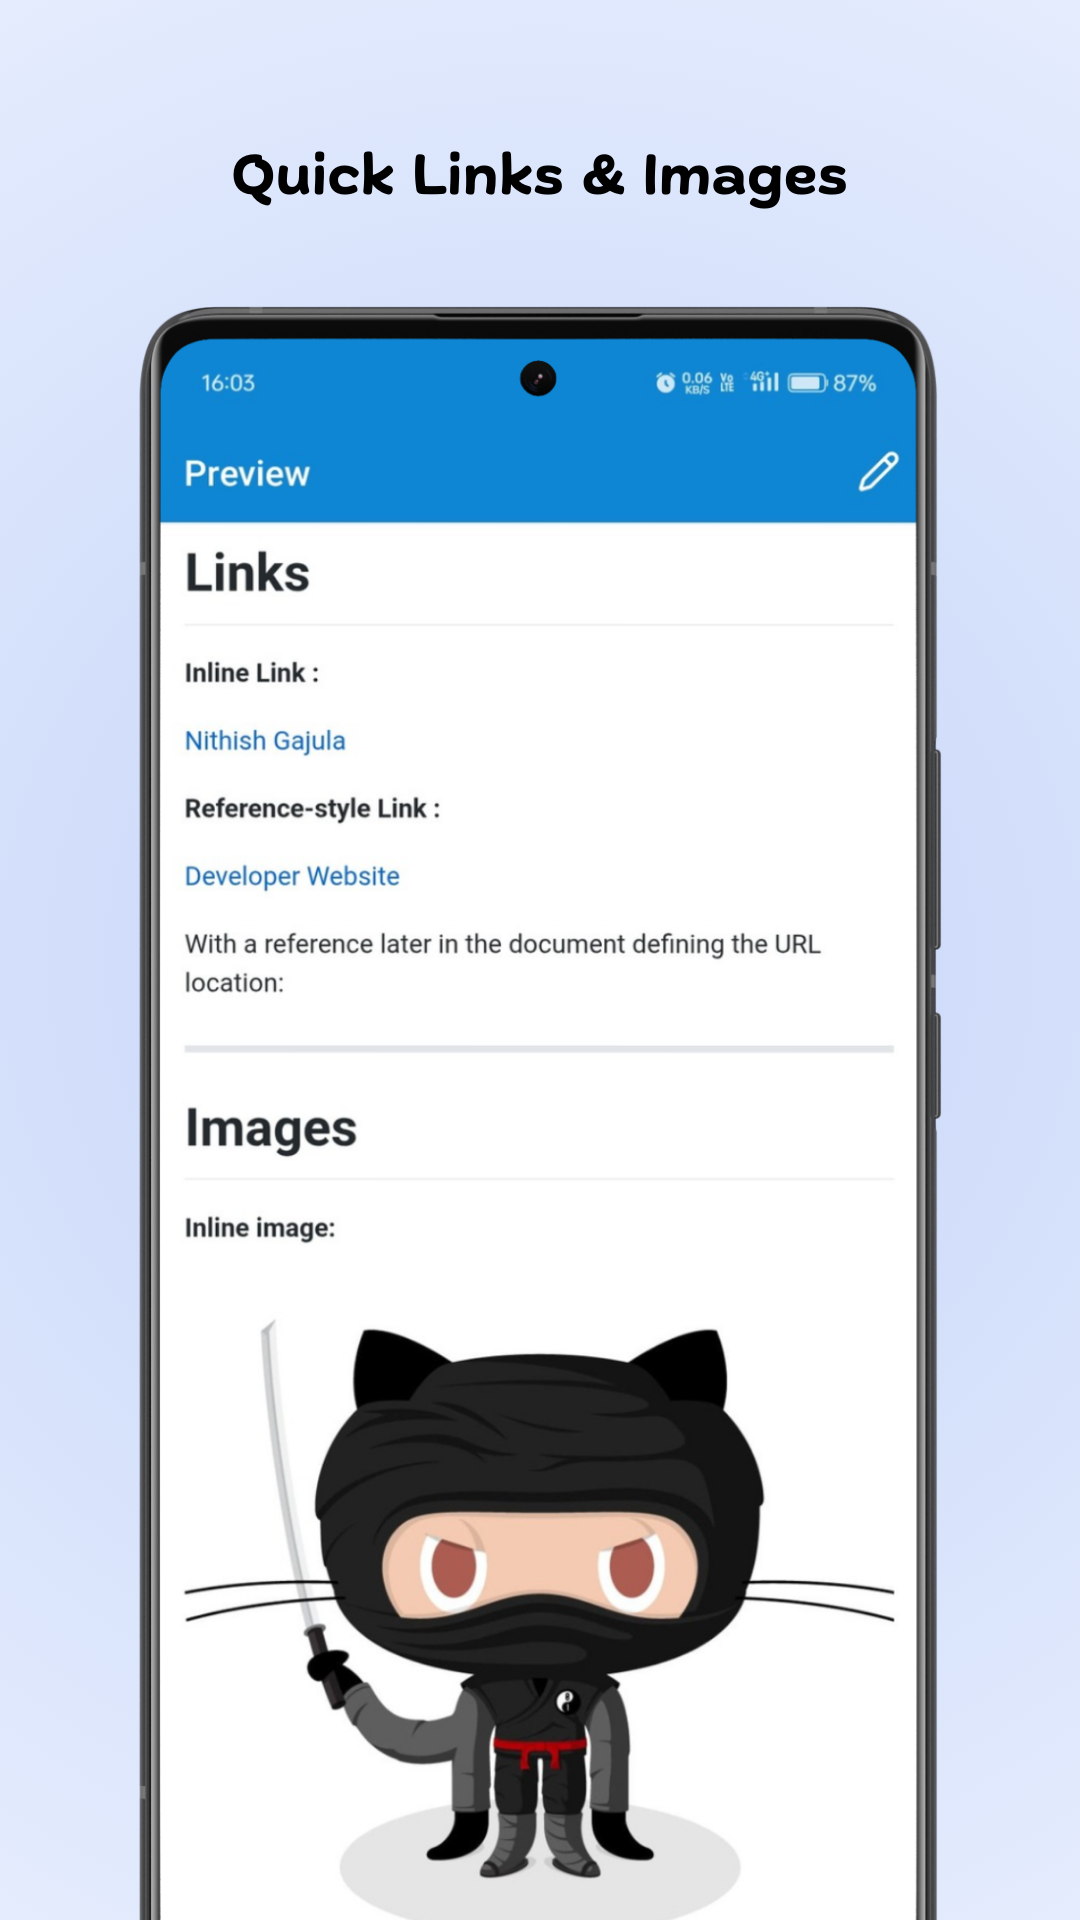 Quick Links & Images
16:03
0.06 KB/S Vo LTE 4G+ 87%
Preview
Links
Inline Link :
Nithish Gajula
Reference-style Link :
Developer Website
With a reference later in the document defining the URL
location:
Images
Inline image: